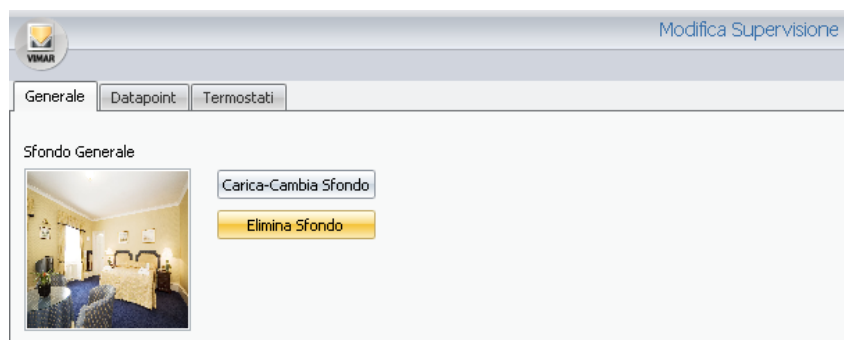 Modifica Supervisione
VIMAR
Generale Datapoint Termostati
Sfondo Generale
Carica-Cambia Sfondo
Elimina Sfondo